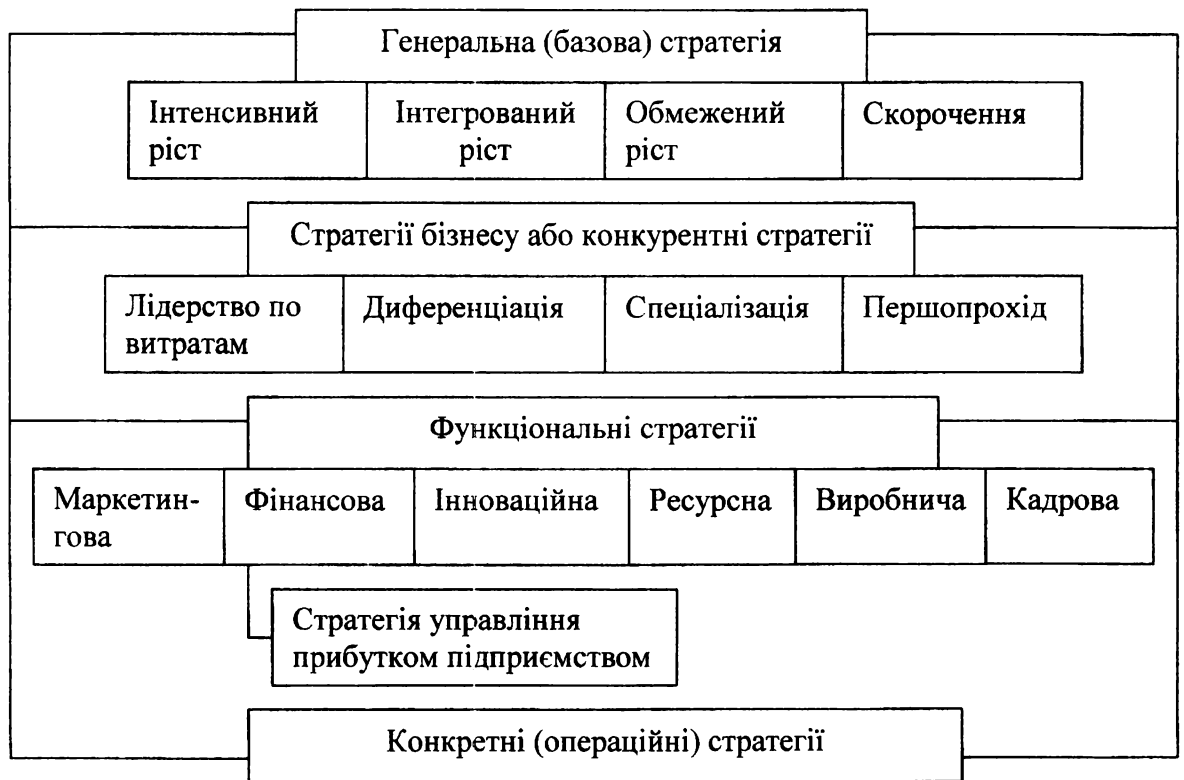 Генеральна (базова) стратегія
Інтенсивний
ріст
Інтегрований
ріст
Обмежений
ріст
Скорочення
Стратегії бізнесу або конкурентні стратегії
Лідерство по
витратам
Диференціація
Спеціалізація
Першопрохід
Функціональні стратегії
Маркетин-
гова
Фінансова
Інноваційна
Ресурсна
Виробнича
Кадрова
Стратегія управління
прибутком підприємством
Конкретні (операційні) стратегії